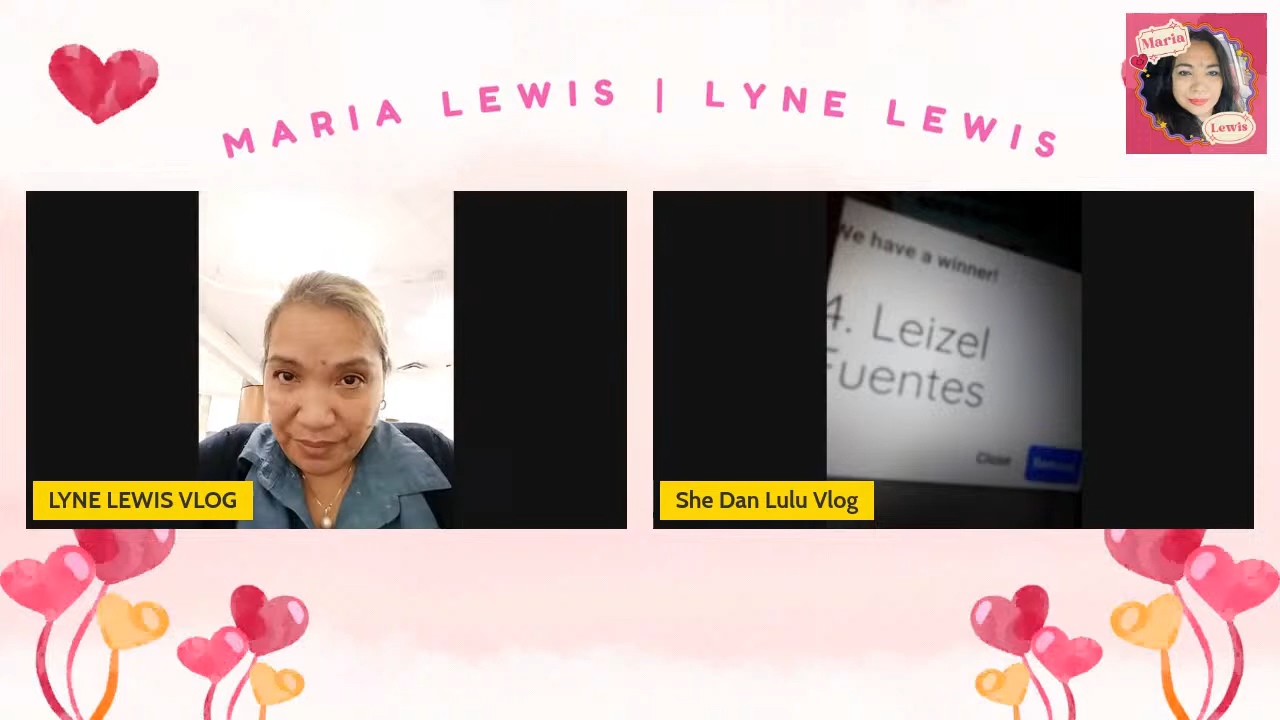 MARIA LEWIS | LYNE LEWIS
Maria
Lewis
We have a winner!
4. Leizel
Fuentes
Close
LYNE LEWIS VLOG
She Dan Lulu Vlog